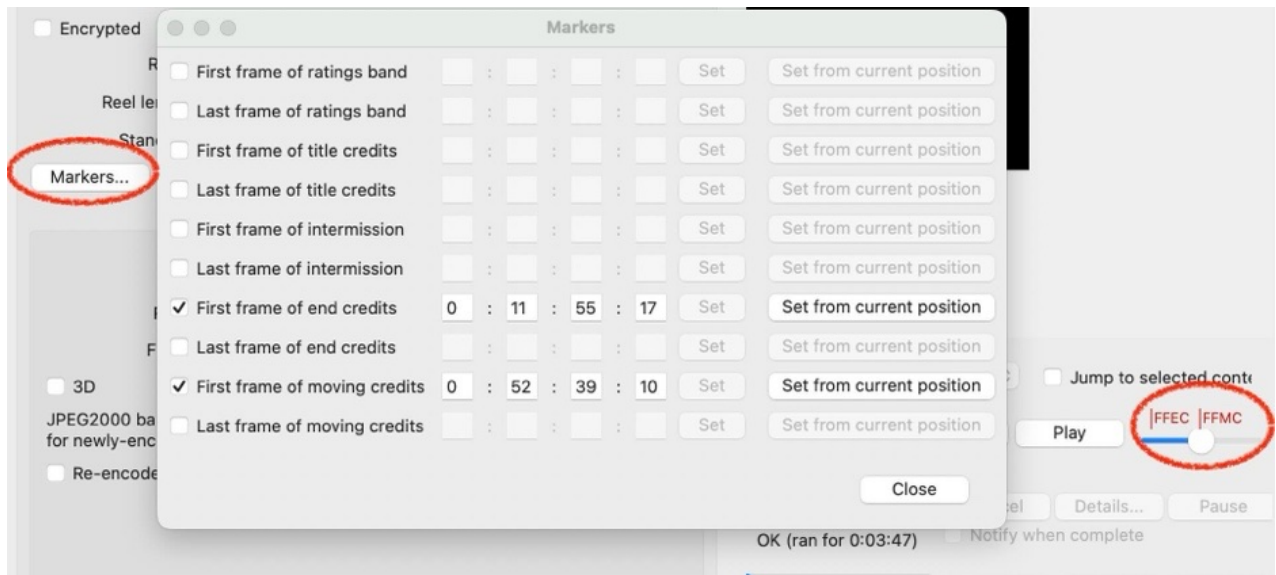 Encrypted
Markers
R
First frame of ratings band : : : Set Set from current position
Reel le
Last frame of ratings band : : : Set Set from current position
Stan
First frame of title credits : : : Set Set from current position
Markers...
Last frame of title credits : : : Set Set from current position
First frame of intermission : : : Set Set from current position
Last frame of intermission : : : Set Set from current position
First frame of end credits 0 : 11 : 55 : 17 Set Set from current position
F
Last frame of end credits : : : Set Set from current position
3D
First frame of moving credits 0 : 52 : 39 : 10 Set Set from current position
Jump to selected conte
JPEG2000 ba
for newly-enc
Last frame of moving credits : : : Set Set from current position
Play
FFEC FFMC
Re-encode
Close
el Details... Pause
OK (ran for 0:03:47) Notify when complete